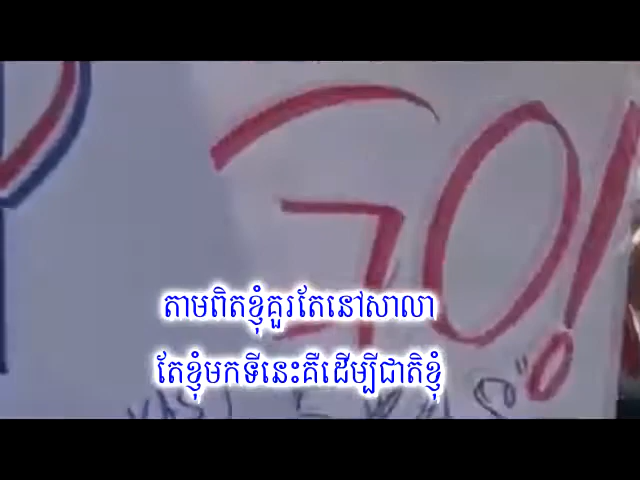 GO!
តាមពិតខ្ញុំគួរតែនៅសាលា
តែខ្ញុំមកទីនេះគឺដើម្បីជាតិខ្ញុំ